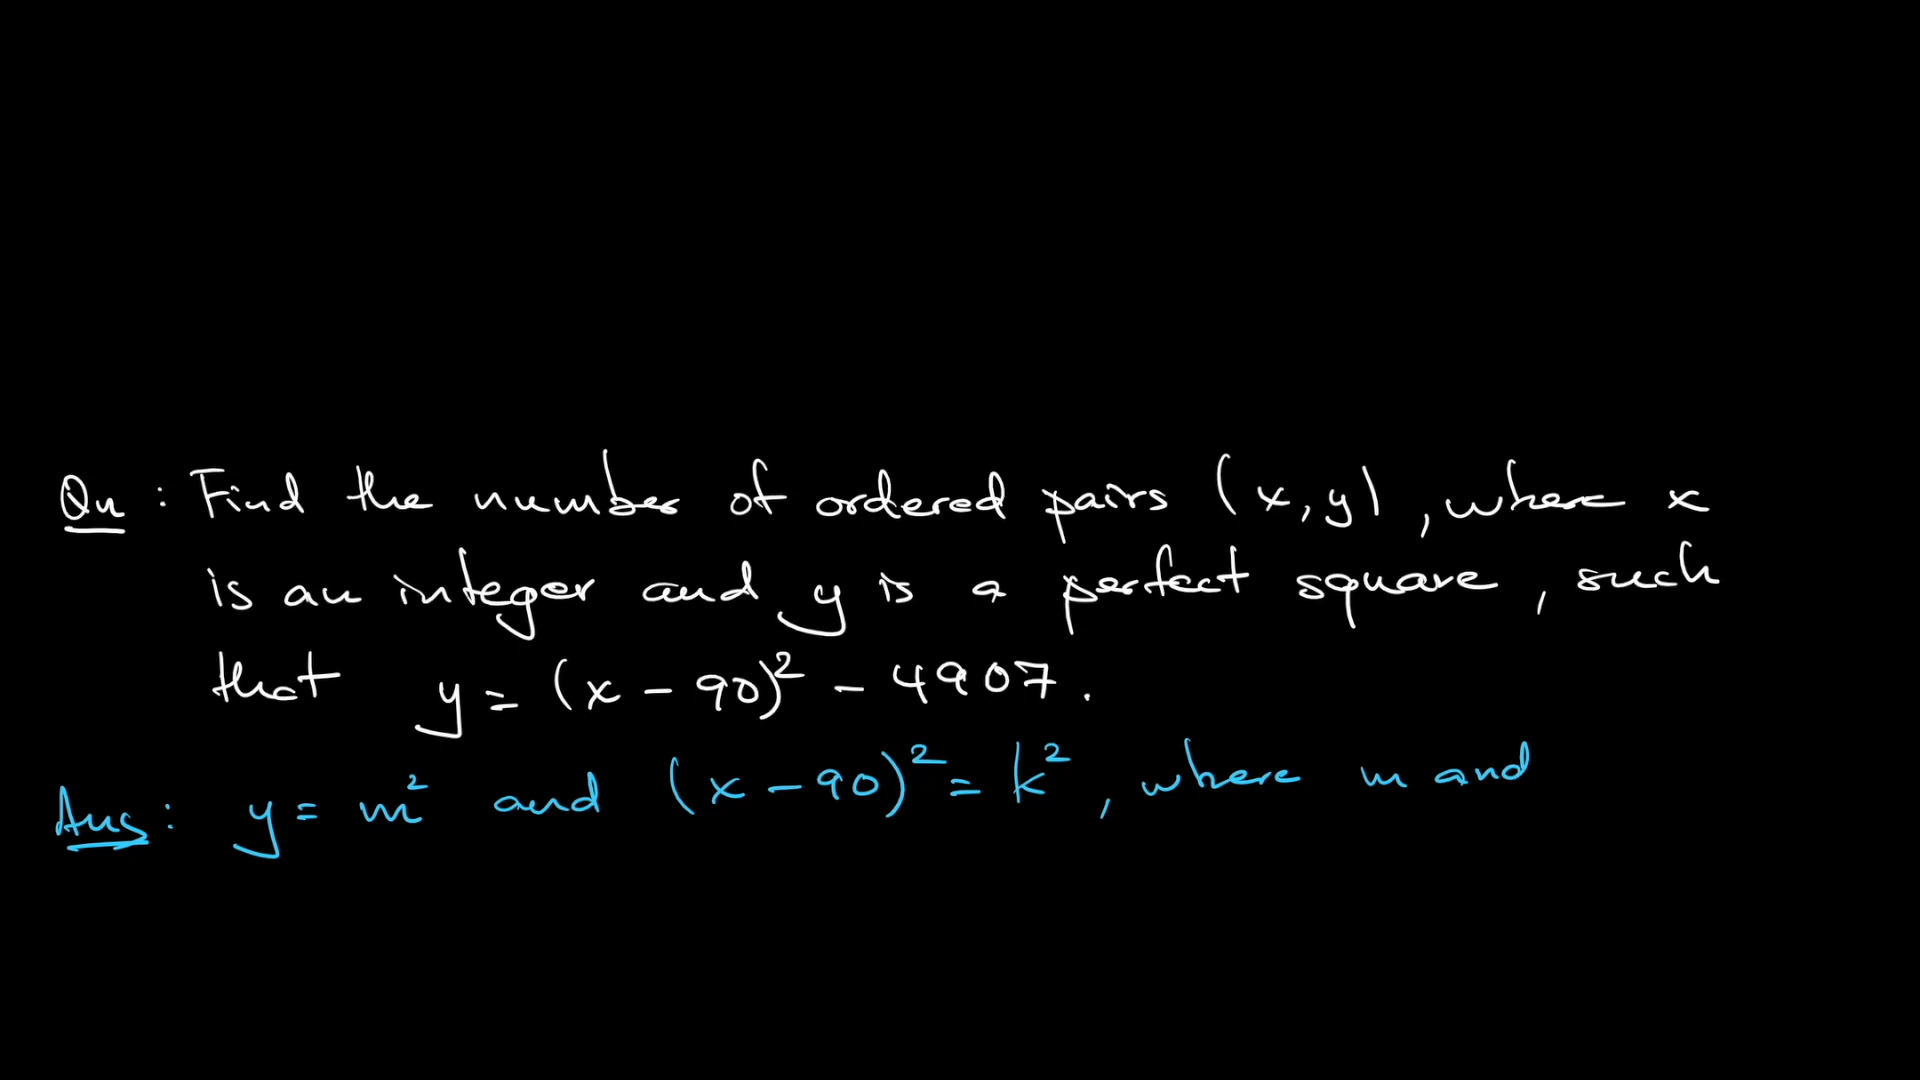 Qn : Find the number of ordered pairs (x, y), where x
is an integer and y is a perfect square, such
that y = (x - 90)² - 4907.
Ans: y = m² and (x - 90)² = k², where m and